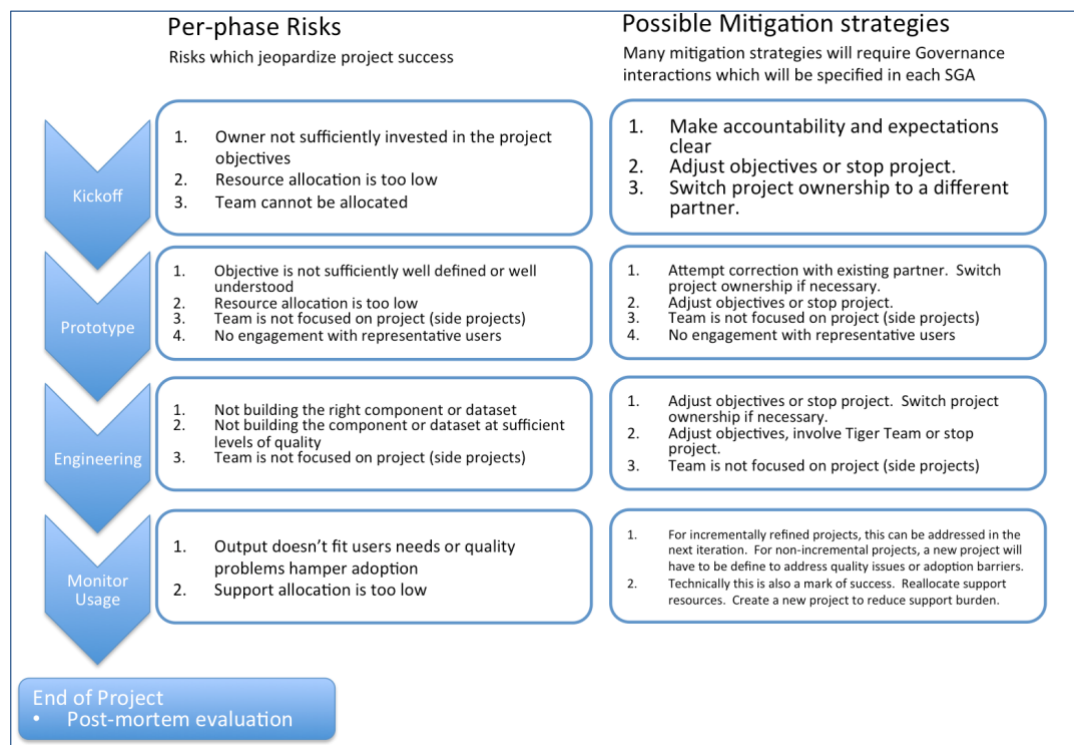 Per-phase Risks
Risks which jeopardize project success
Possible Mitigation strategies
Many mitigation strategies will require Governance
interactions which will be specified in each SGA
Kickoff
1. Owner not sufficiently invested in the project
objectives
2. Resource allocation is too low
3. Team cannot be allocated
1. Make accountability and expectations
clear
2. Adjust objectives or stop project.
3. Switch project ownership to a different
partner.
Prototype
1. Objective is not sufficiently well defined or well
understood
2. Resource allocation is too low
3. Team is not focused on project (side projects)
4. No engagement with representative users
1. Attempt correction with existing partner. Switch
project ownership if necessary.
2. Adjust objectives or stop project.
3. Team is not focused on project (side projects)
4. No engagement with representative users
Engineering
1. Not building the right component or dataset
2. Not building the component or dataset at sufficient
levels of quality
3. Team is not focused on project (side projects)
1. Adjust objectives or stop project. Switch project
ownership if necessary.
2. Adjust objectives, involve Tiger Team or stop
project.
3. Team is not focused on project (side projects)
Monitor
Usage
1. Output doesn't fit users needs or quality
problems hamper adoption
2. Support allocation is too low
1. For incrementally refined projects, this can be addressed in the
next iteration. For non-incremental projects, a new project will
have to be define to address quality issues or adoption barriers.
2. Technically this is also a mark of success. Reallocate support
resources. Create a new project to reduce support burden.
End of Project
• Post-mortem evaluation